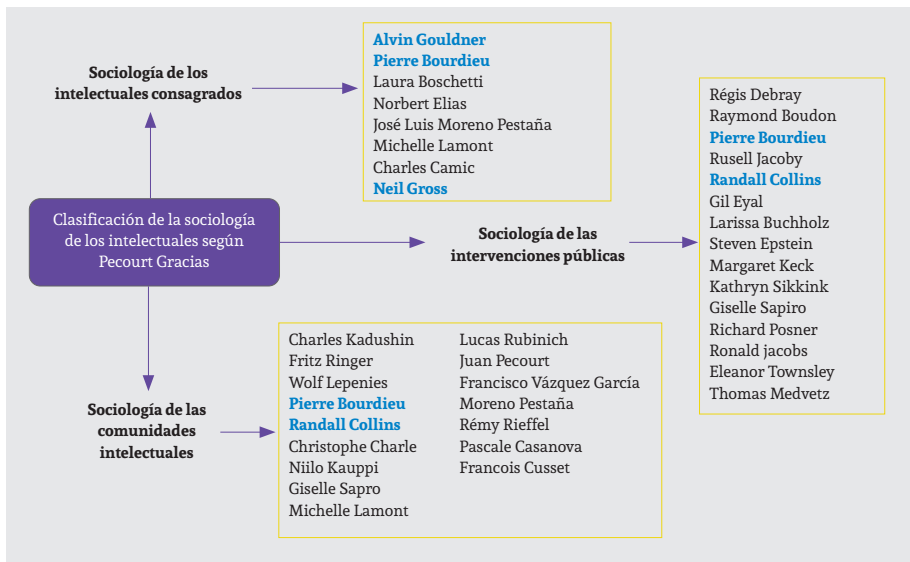 Clasificación de la sociología
de los intelectuales según
Pecourt Gracias
Sociología de los
intelectuales consagrados
Alvin Gouldner
Pierre Bourdieu
Laura Boschetti
Norbert Elias
José Luis Moreno Pestaña
Michelle Lamont
Charles Camic
Neil Gross
Sociología de las
intervenciones públicas
Régis Debray
Raymond Boudon
Pierre Bourdieu
Rusell Jacoby
Randall Collins
Gil Eyal
Larissa Buchholz
Steven Epstein
Margaret Keck
Kathryn Sikkink
Giselle Sapiro
Richard Posner
Ronald jacobs
Eleanor Townsley
Thomas Medvetz
Sociología de las
comunidades
intelectuales
Charles Kadushin
Fritz Ringer
Wolf Lepenies
Pierre Bourdieu
Randall Collins
Christophe Charle
Niilo Kauppi
Giselle Sapro
Michelle Lamont
Lucas Rubinich
Juan Pecourt
Francisco Vázquez García
Moreno Pestaña
Rémy Rieffel
Pascale Casanova
Francois Cusset